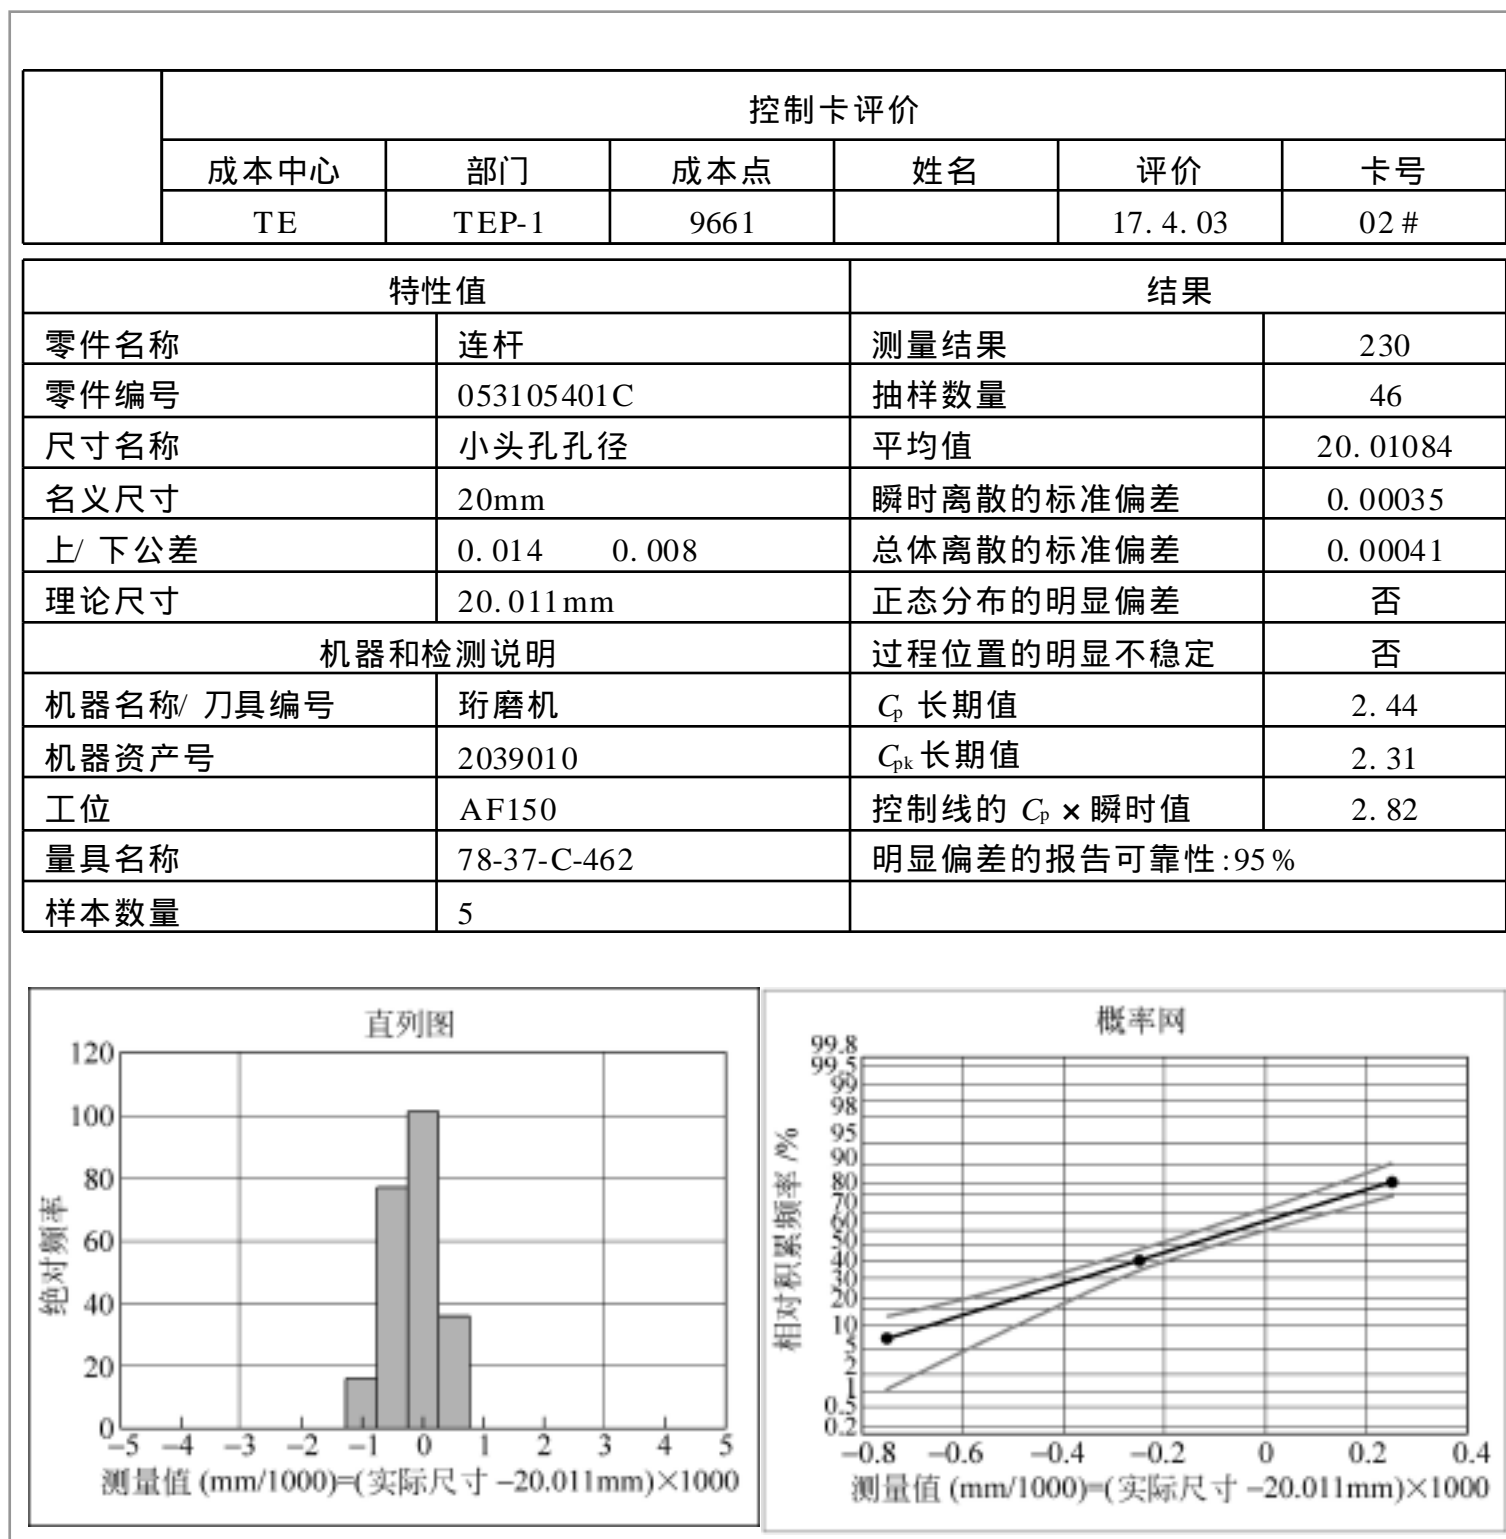 控制卡评价
成本中心 部门 成本点 姓名 评价 卡号
TE TEP-1 9661 17.4.03 02#
特性值 结果
零件名称 连杆 测量结果 230
零件编号 053105401C 抽样数量 46
尺寸名称 小头孔孔径 平均值 20.01084
名义尺寸 20mm 瞬时离散的标准偏差 0.00035
上/下公差 0.014 0.008 总体离散的标准偏差 0.00041
理论尺寸 20.011mm 正态分布的明显偏差 否
机器和检测说明 过程位置的明显不稳定 否
机器名称/刀具编号 珩磨机 Cp 长期值 2.44
机器资产号 2039010 Cpk长期值 2.31
工位 AF150 控制线的 Cp×瞬时值 2.82
量具名称 78-37-C-462 明显偏差的报告可靠性:95%
样本数量 5
直列图
120
100
80
60
40
20
0
绝对频率
-5 -4 -3 -2 -1 0 1 2 3 4 5
测量值 (mm/1000)=(实际尺寸 -20.011mm)×1000
概率网
99.8
99.5
99
98
95
90
80
70
60
50
40
30
20
10
5
2
1
0.5
0.2
相对积累频率 /%
-0.8 -0.6 -0.4 -0.2 0 0.2 0.4
测量值 (mm/1000)=(实际尺寸 -20.011mm)×1000